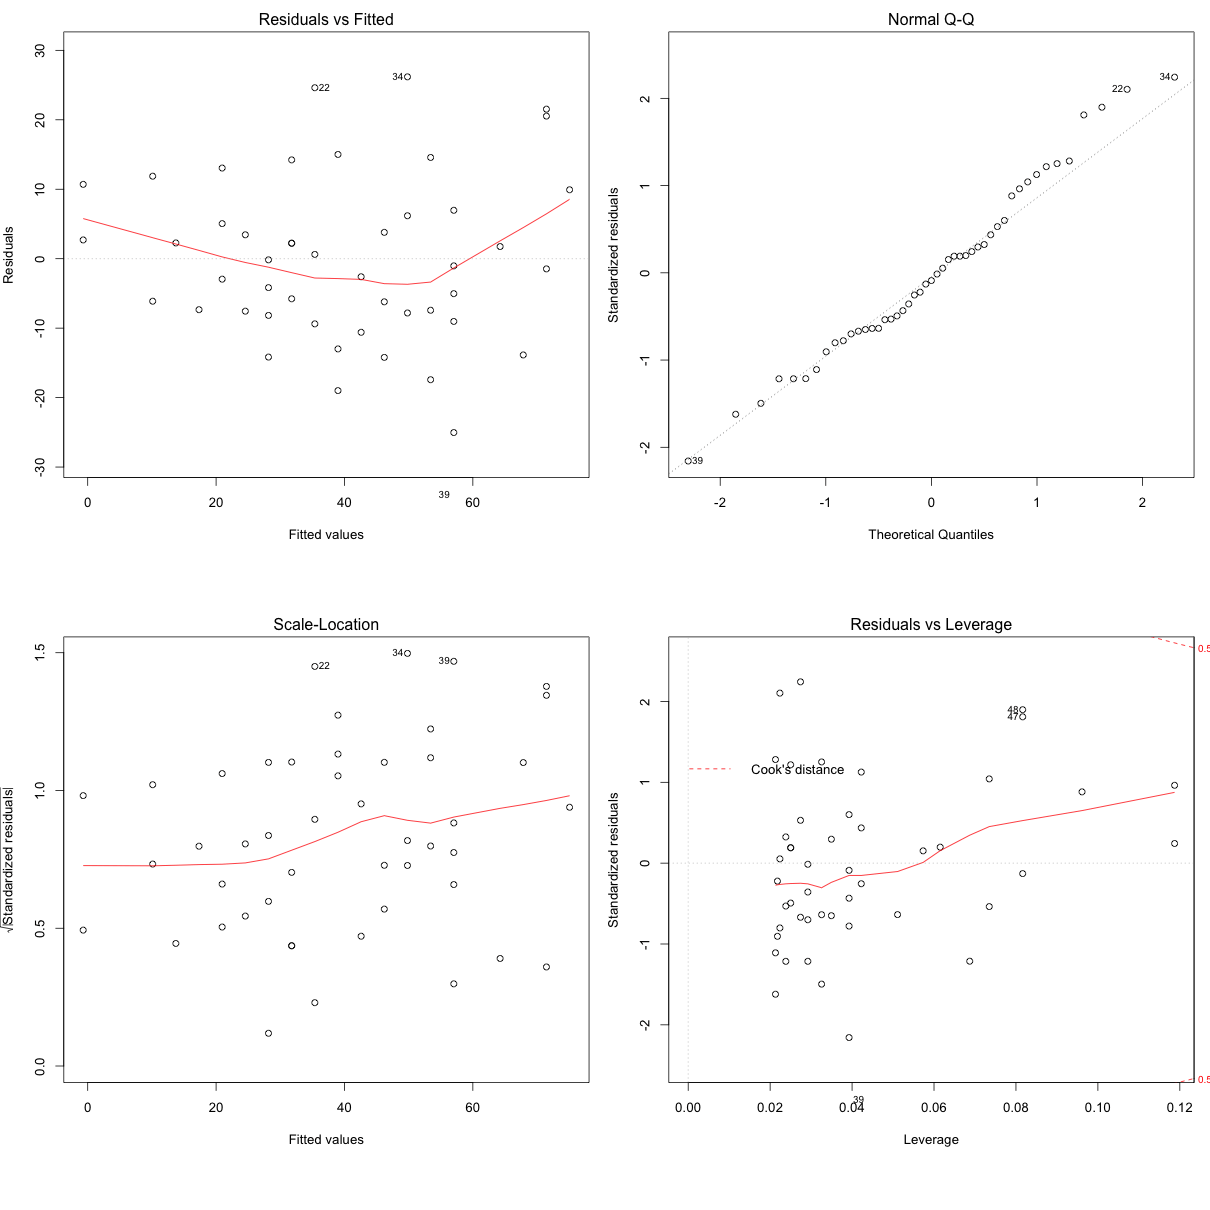 Residuals vs Fitted
Residuals
30
20
10
0
-10
-20
-30
22
34
39
0 20 40 60
Fitted values
Normal Q-Q
Standardized residuals
2
1
0
-1
-2
22
34
39
-2 -1 0 1 2
Theoretical Quantiles
Scale-Location
√|Standardized residuals|
1.5
1.0
0.5
0.0
22
34
39
0 20 40 60
Fitted values
Residuals vs Leverage
Standardized residuals
2
1
0
-1
-2
0.5
48
47
Cook's distance
0.5
39
0.00 0.02 0.04 0.06 0.08 0.10 0.12
Leverage